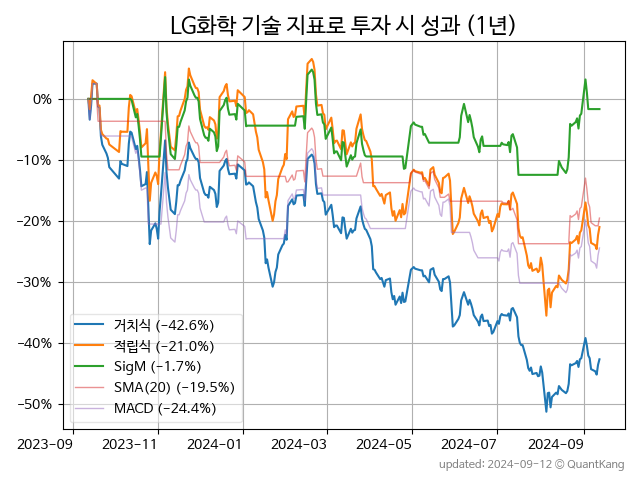 LG화학 기술 지표로 투자 시 성과 (1년)
0%
−10%
−20%
−30%
−40%
−50%
거치식 (−42.6%)
적립식 (−21.0%)
SigM (−1.7%)
SMA(20) (−19.5%)
MACD (−24.4%)
2023-09 2023-11 2024-01 2024-03 2024-05 2024-07 2024-09
updated: 2024-09-12 © QuantKang